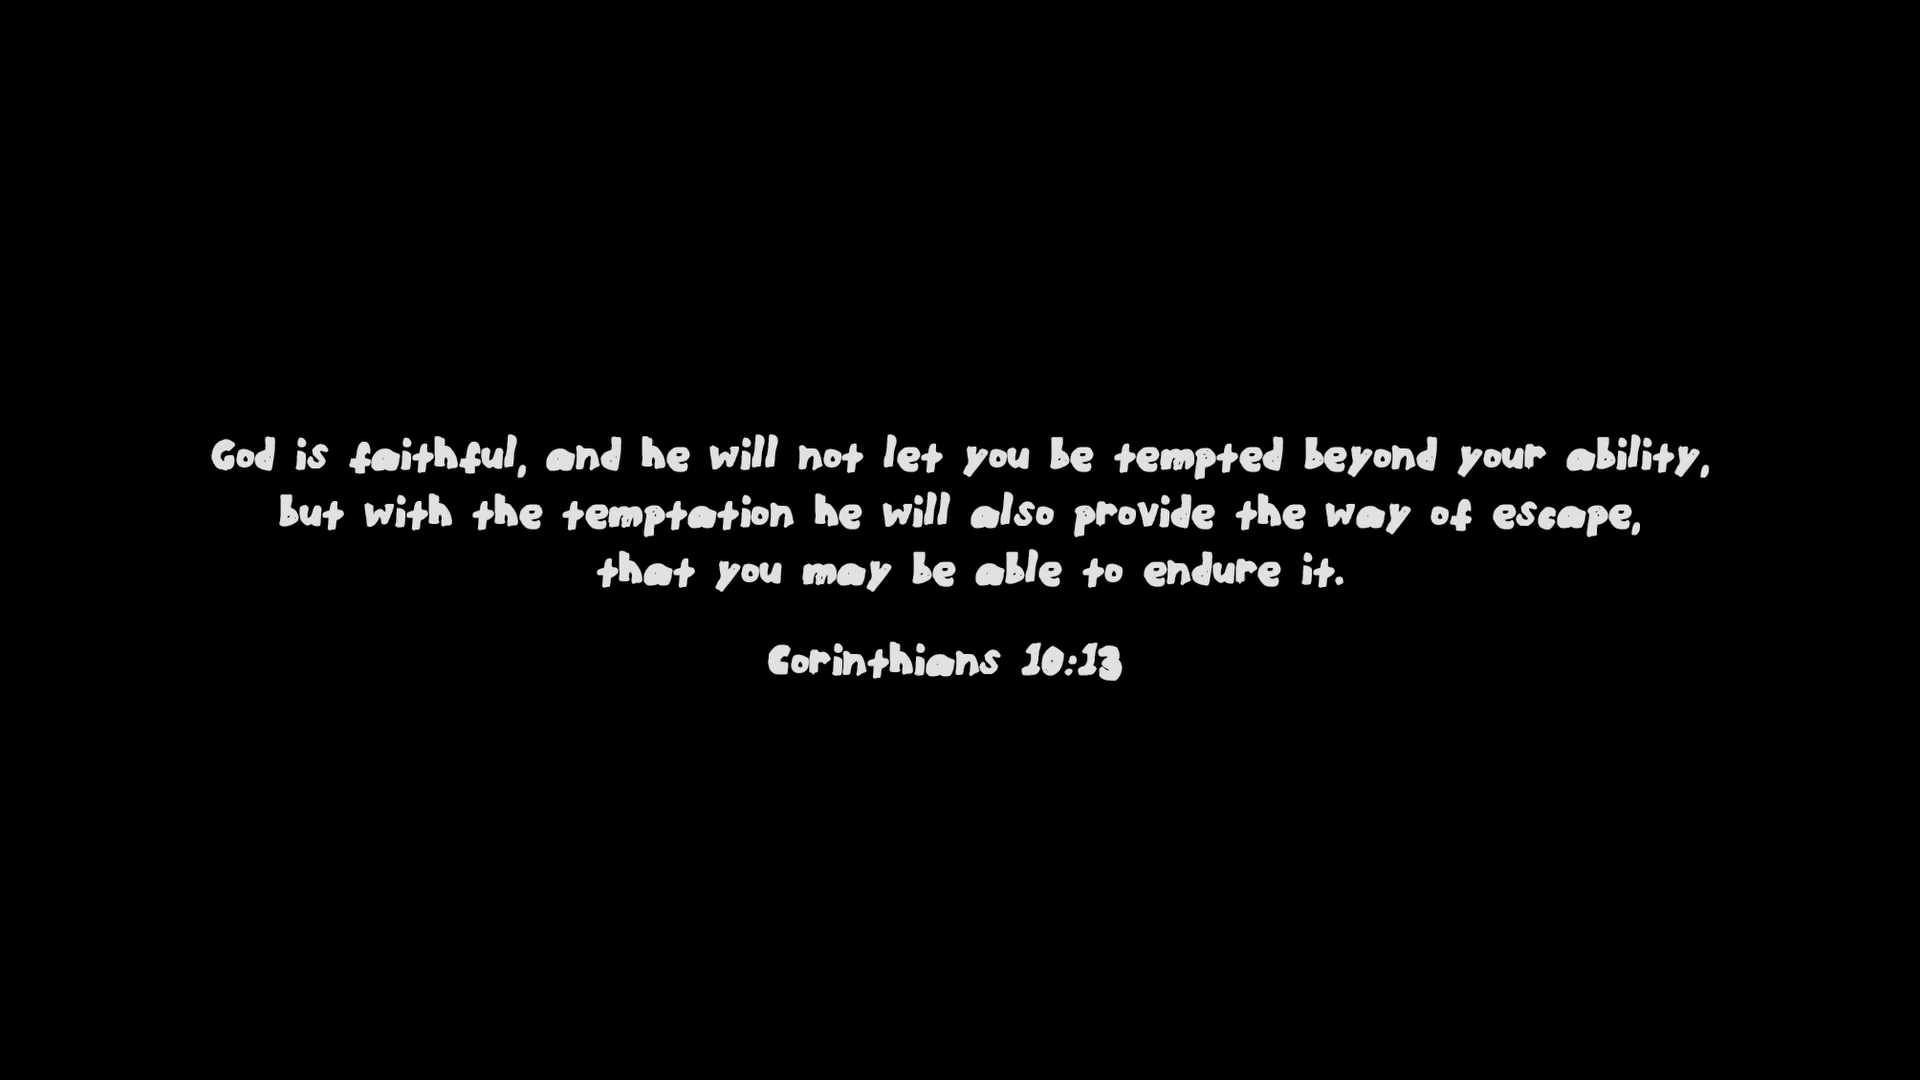 God is faithful, and he will not let you be tempted beyond your ability,
but with the temptation he will also provide the way of escape,
that you may be able to endure it.
Corinthians 10:13